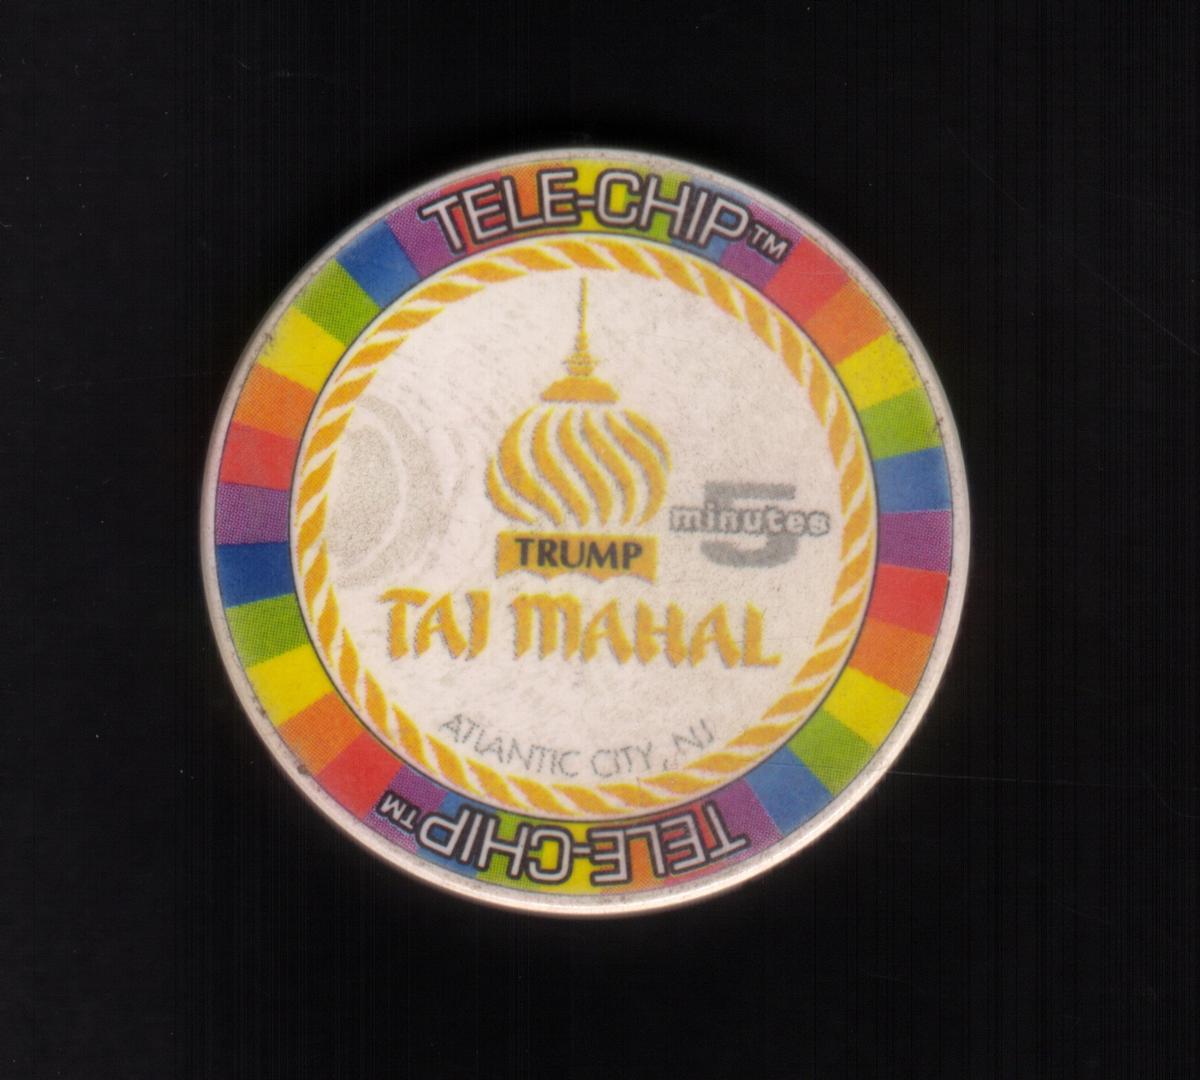 TELE-CHIP™
5
minutes
TRUMP
TAJ MAHAL
ATLANTIC CITY, NJ
TELE-CHIP™